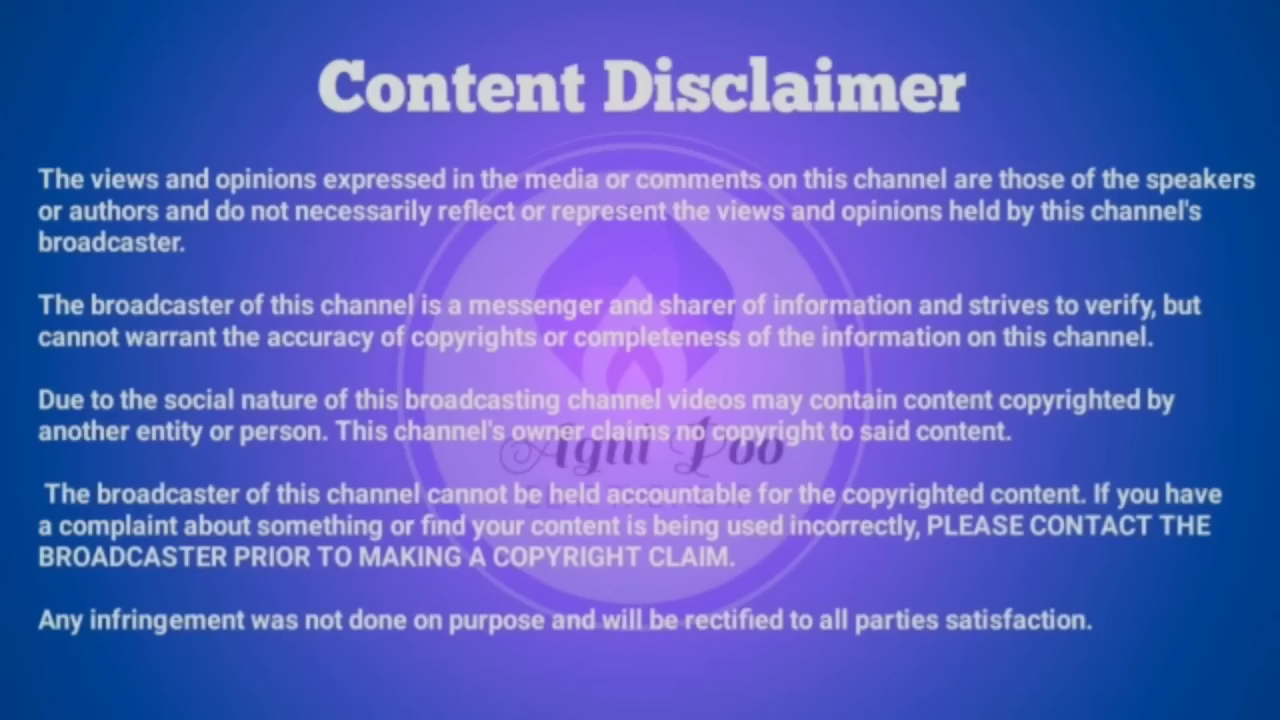 Content Disclaimer
The views and opinions expressed in the media or comments on this channel are those of the speakers
or authors and do not necessarily reflect or represent the views and opinions held by this channel's
broadcaster.
The broadcaster of this channel is a messenger and sharer of information and strives to verify, but
cannot warrant the accuracy of copyrights or completeness of the information on this channel.
Due to the social nature of this broadcasting channel videos may contain content copyrighted by
another entity or person. This channel's owner claims no copyright to said content.
Agni Poo
The broadcaster of this channel cannot be held accountable for the copyrighted content. If you have
a complaint about something or find your content is being used incorrectly, PLEASE CONTACT THE
BROADCASTER PRIOR TO MAKING A COPYRIGHT CLAIM.
Any infringement was not done on purpose and will be rectified to all parties satisfaction.